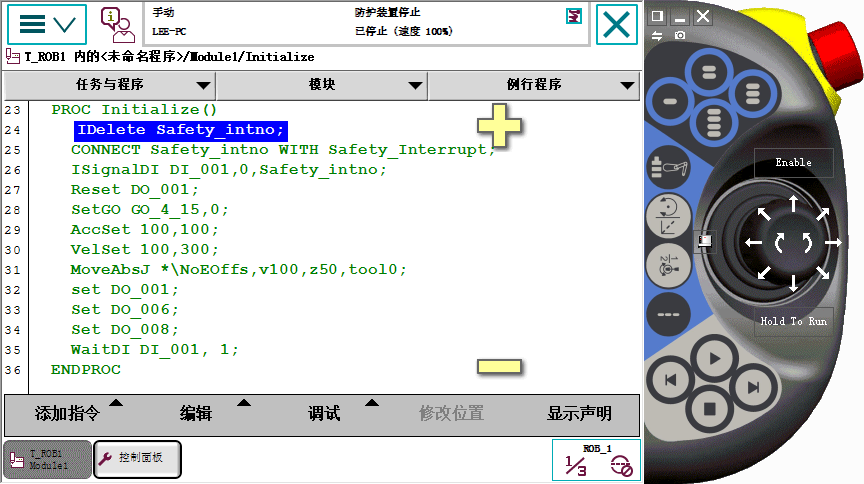 手动
防护装置停止
LEE-PC
已停止 (速度 100%)
T_ROB1 内的<未命名程序>/Module1/Initialize
任务与程序
模块
例行程序
23 PROC Initialize()
24 IDelete Safety_intno;
25 CONNECT Safety_intno WITH Safety_Interrupt;
26 ISignalDI DI_001,0,Safety_intno;
27 Reset DO_001;
28 SetGO GO_4_15,0;
29 AccSet 100,100;
30 VelSet 100,300;
31 MoveAbsJ *\NoEOffs,v100,z50,tool0;
32 set DO_001;
33 Set DO_006;
34 Set DO_008;
35 WaitDI DI_001, 1;
36 ENDPROC
添加指令
编辑
调试
修改位置
显示声明
T_ROB1
Module1
控制面板
ROB_1
1/3
Enable
Hold To Run